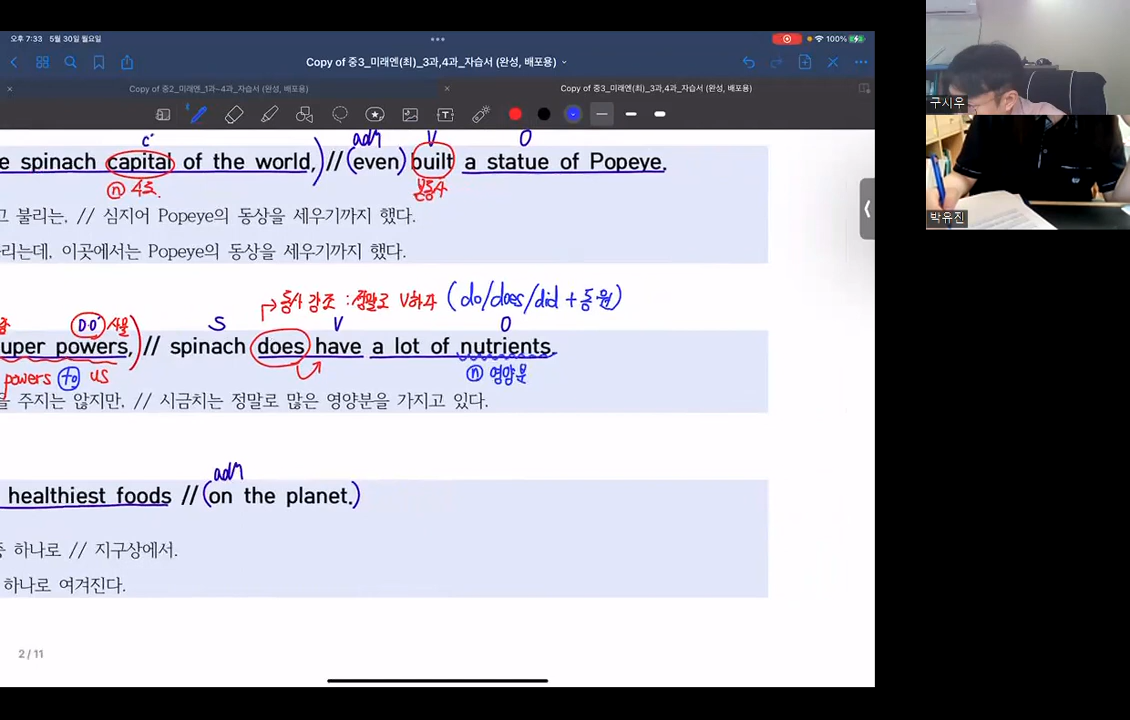 오후 7:33 5월 30일 월요일
100%
Copy of 중3_미래엔(최)_3과,4과_자습서 (완성, 배포용)
Copy of 중2_미래엔_1과~4과_자습서 (완성, 배포용)
Copy of 중3_미래엔(최)_3과,4과_자습서 (완성, 배포용)
구시우
박유진
c' adv V O
e spinach capital of the world,) // (even) built a statue of Popeye.
ⓝ 수도. 본동사
고 불리는, // 심지어 Popeye의 동상을 세우기까지 했다.
리는데, 이곳에서는 Popeye의 동상을 세우기까지 했다.
동사 강조 : 정말로 V하다 (do/does/did + 동원)
D.O' 사물 S V O
uper powers,) // spinach does have a lot of nutrients.
powers to us ⓝ 영양분
을 주지는 않지만, // 시금치는 정말로 많은 영양분을 가지고 있다.
adv
healthiest foods // (on the planet.)
중 하나로 // 지구상에서.
하나로 여겨진다.
2 / 11